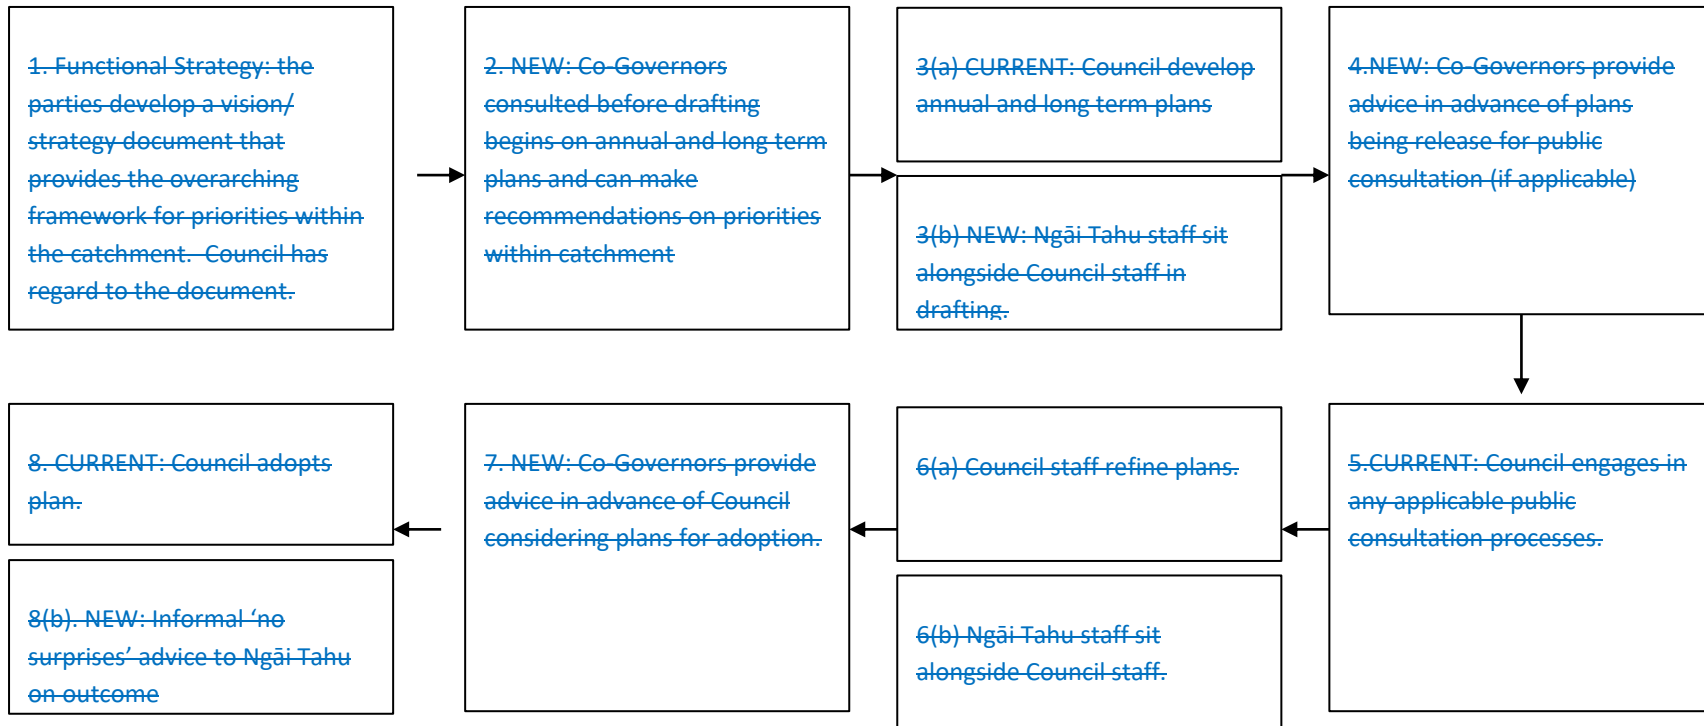 1. Functional Strategy: the
parties develop a vision/
strategy document that
provides the overarching
framework for priorities within
the catchment.  Council has
regard to the document.
2. NEW: Co-Governors
consulted before drafting
begins on annual and long term
plans and can make
recommendations on priorities
within catchment
3(a) CURRENT: Council develop
annual and long term plans
3(b) NEW: Ngāi Tahu staff sit
alongside Council staff in
drafting.
4.NEW: Co-Governors provide
advice in advance of plans
being release for public
consultation (if applicable)
5.CURRENT: Council engages in
any applicable public
consultation processes.
6(a) Council staff refine plans.
6(b) Ngāi Tahu staff sit
alongside Council staff.
7. NEW: Co-Governors provide
advice in advance of Council
considering plans for adoption.
8. CURRENT: Council adopts
plan.
8(b). NEW: Informal ‘no
surprises’ advice to Ngāi Tahu
on outcome